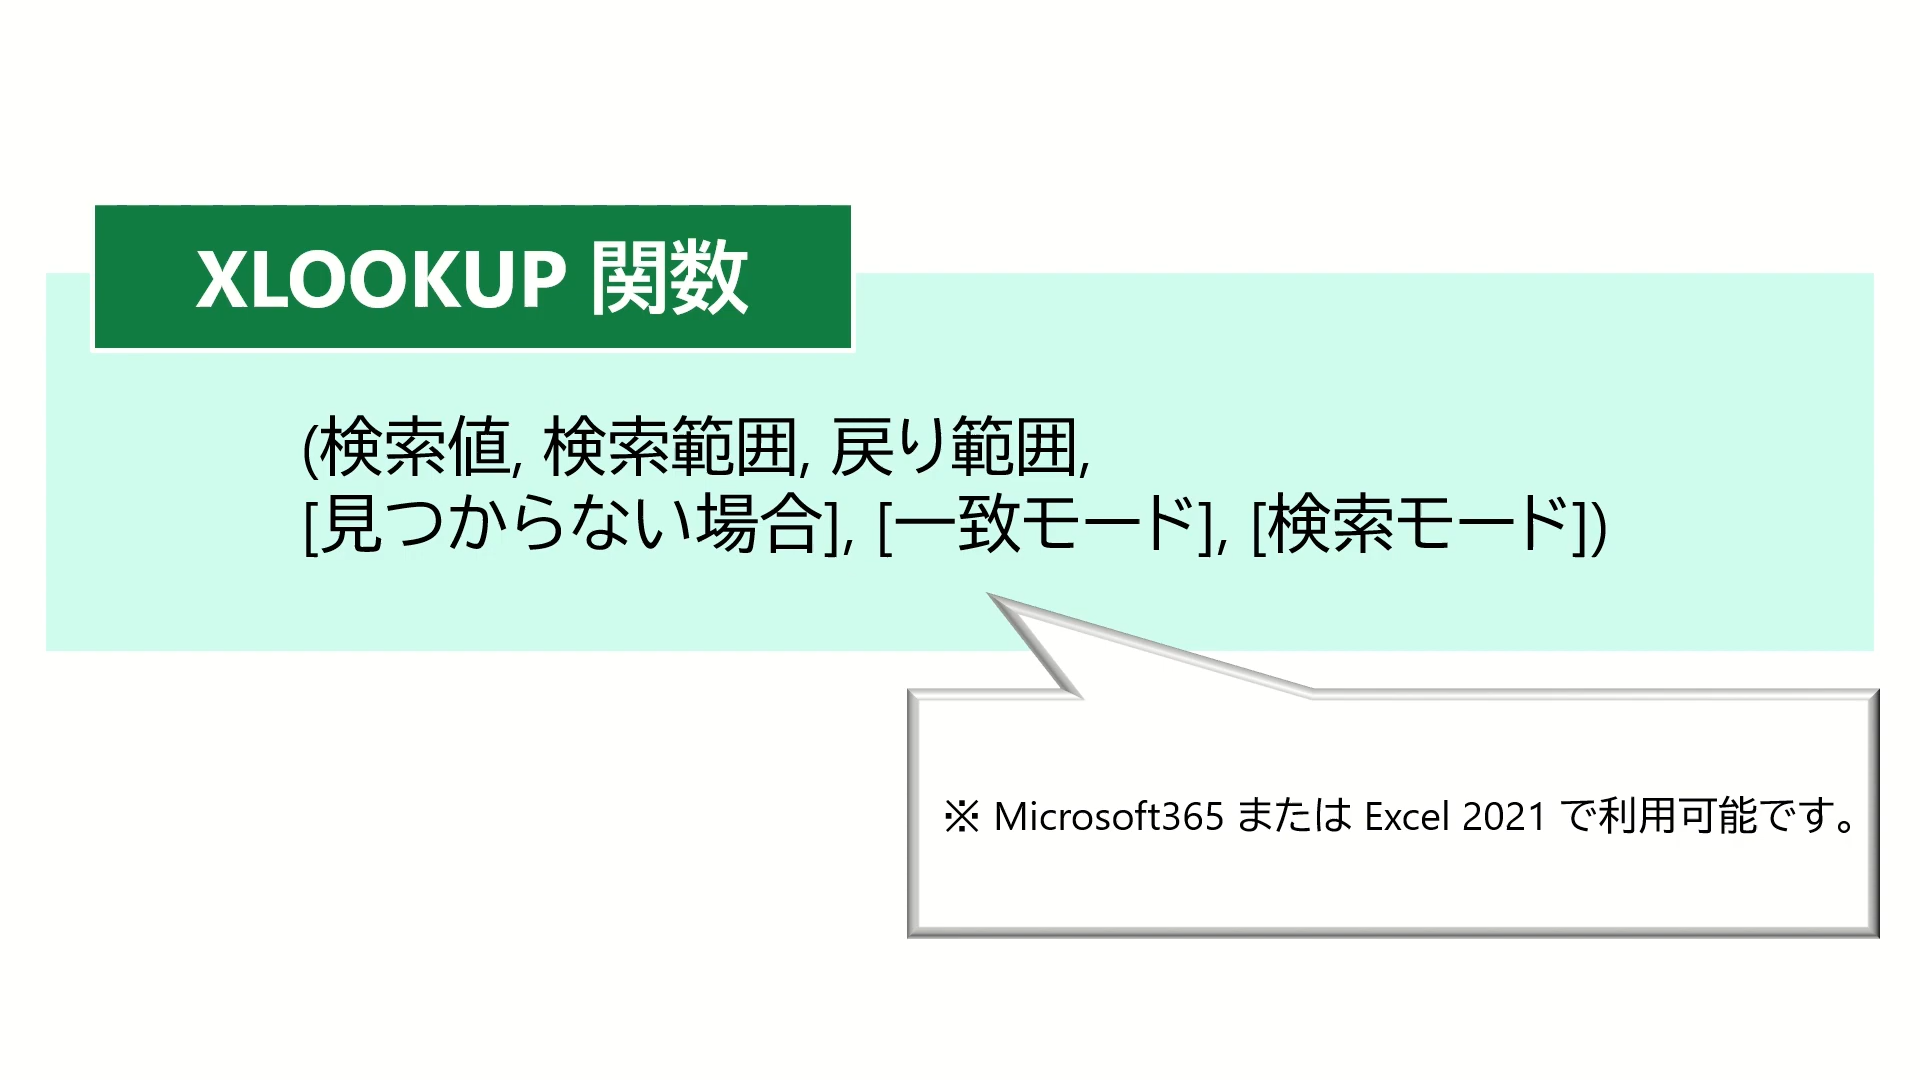 XLOOKUP 関数
(検索値, 検索範囲, 戻り範囲,
[見つからない場合], [一致モード], [検索モード])
※ Microsoft365 または Excel 2021 で利用可能です。